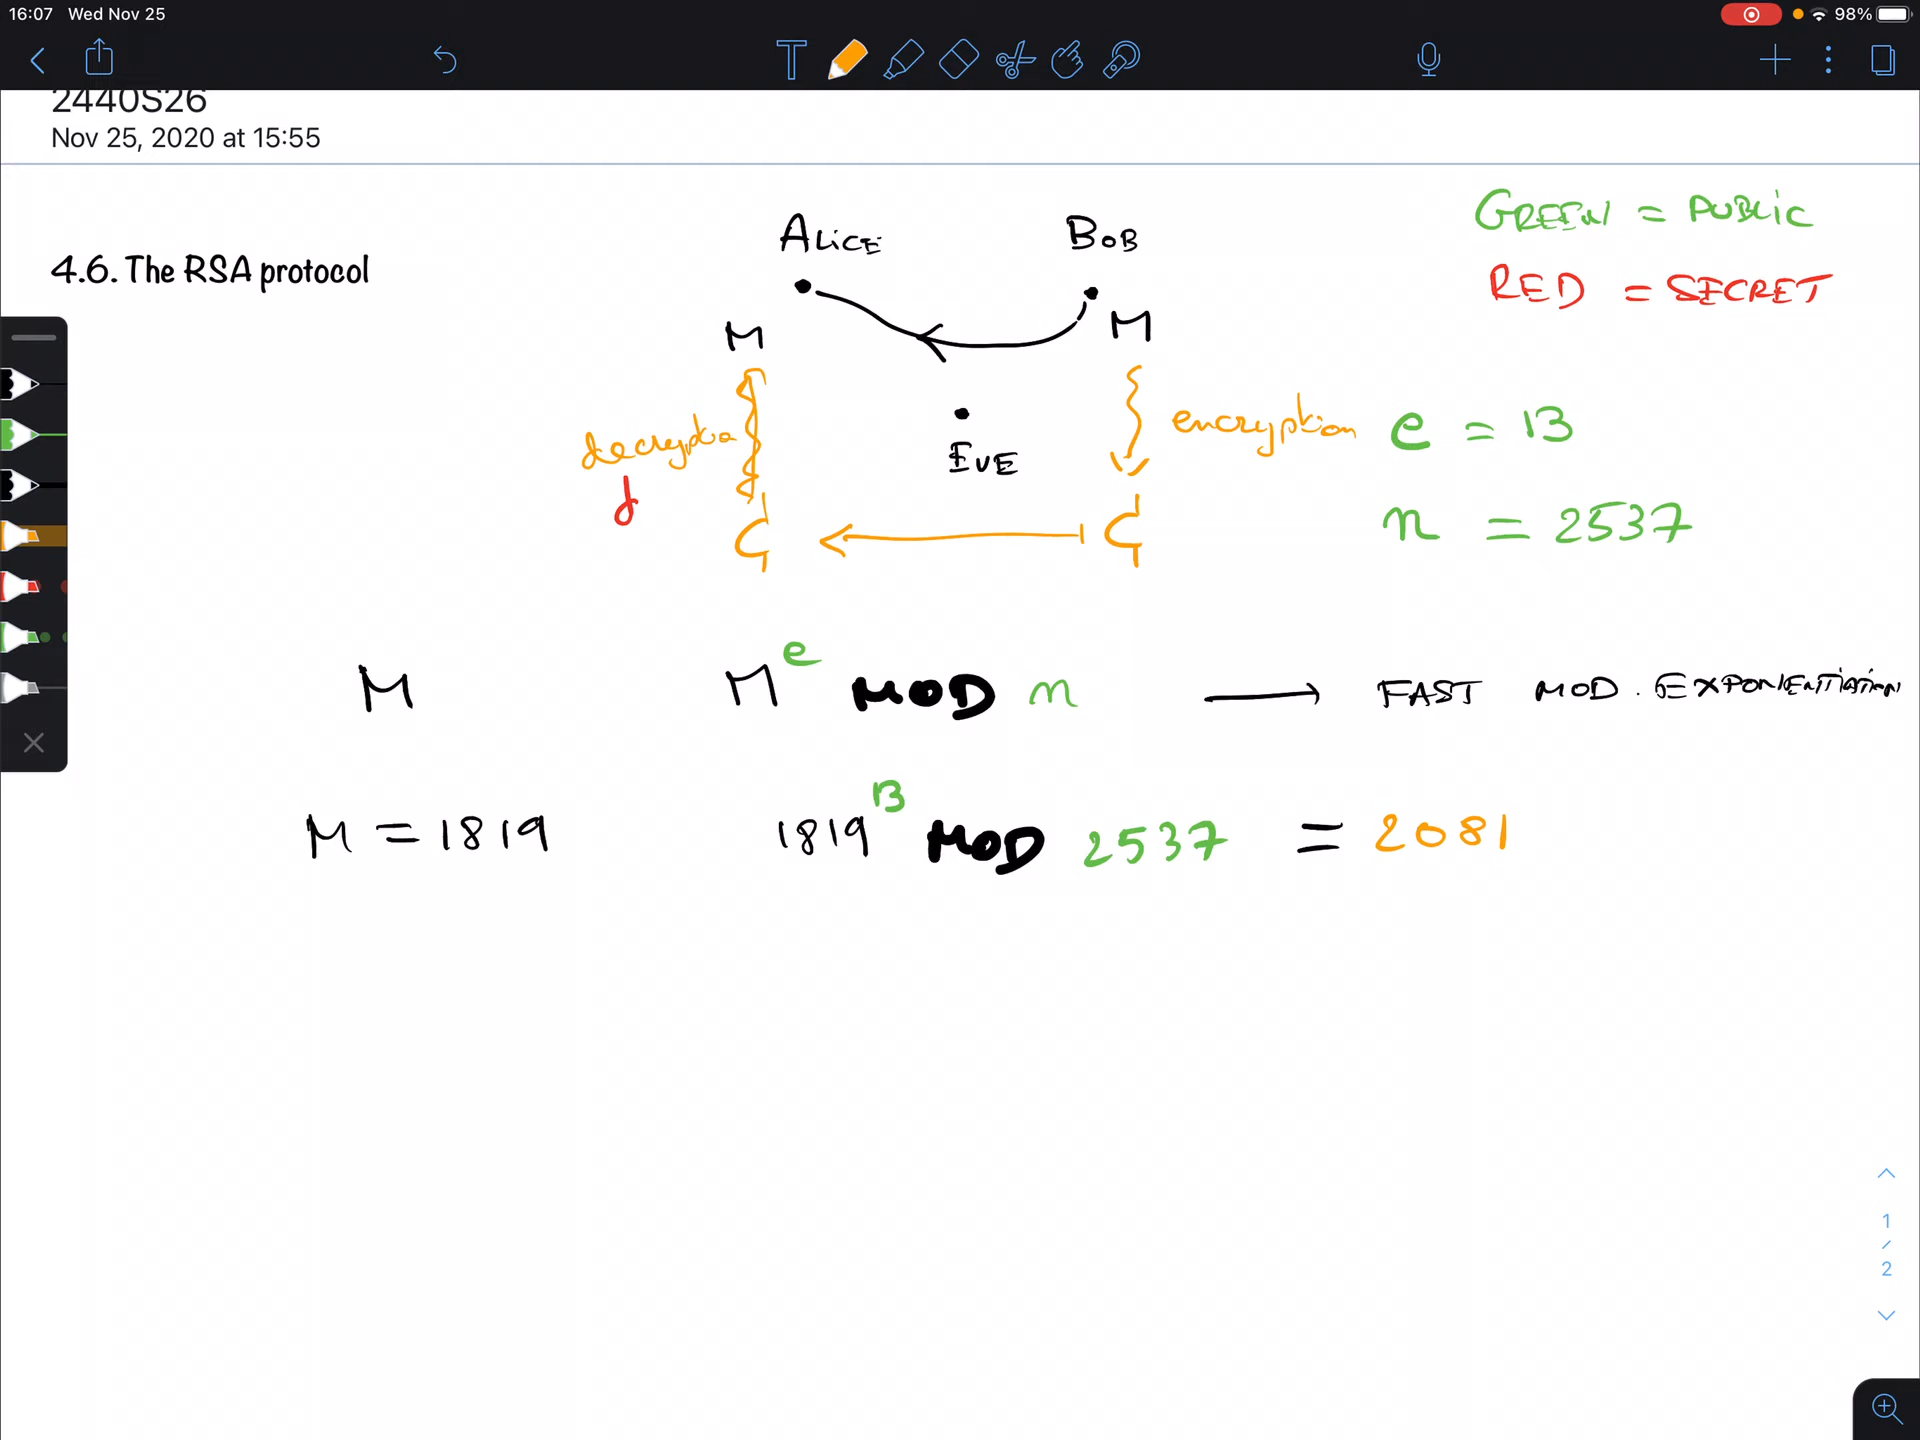 16:07 Wed Nov 25 98%
T
2440S26
Nov 25, 2020 at 15:55
4.6. The RSA protocol
ALICE BOB
GREEN = PUBLIC
RED = SECRET
M M
EVE
encryption e = 13
d
C C n = 2537
M M^e MOD n → FAST MOD. EXPONENTIATION
M = 1819 1819^13 MOD 2537 = 2081
1
/
2